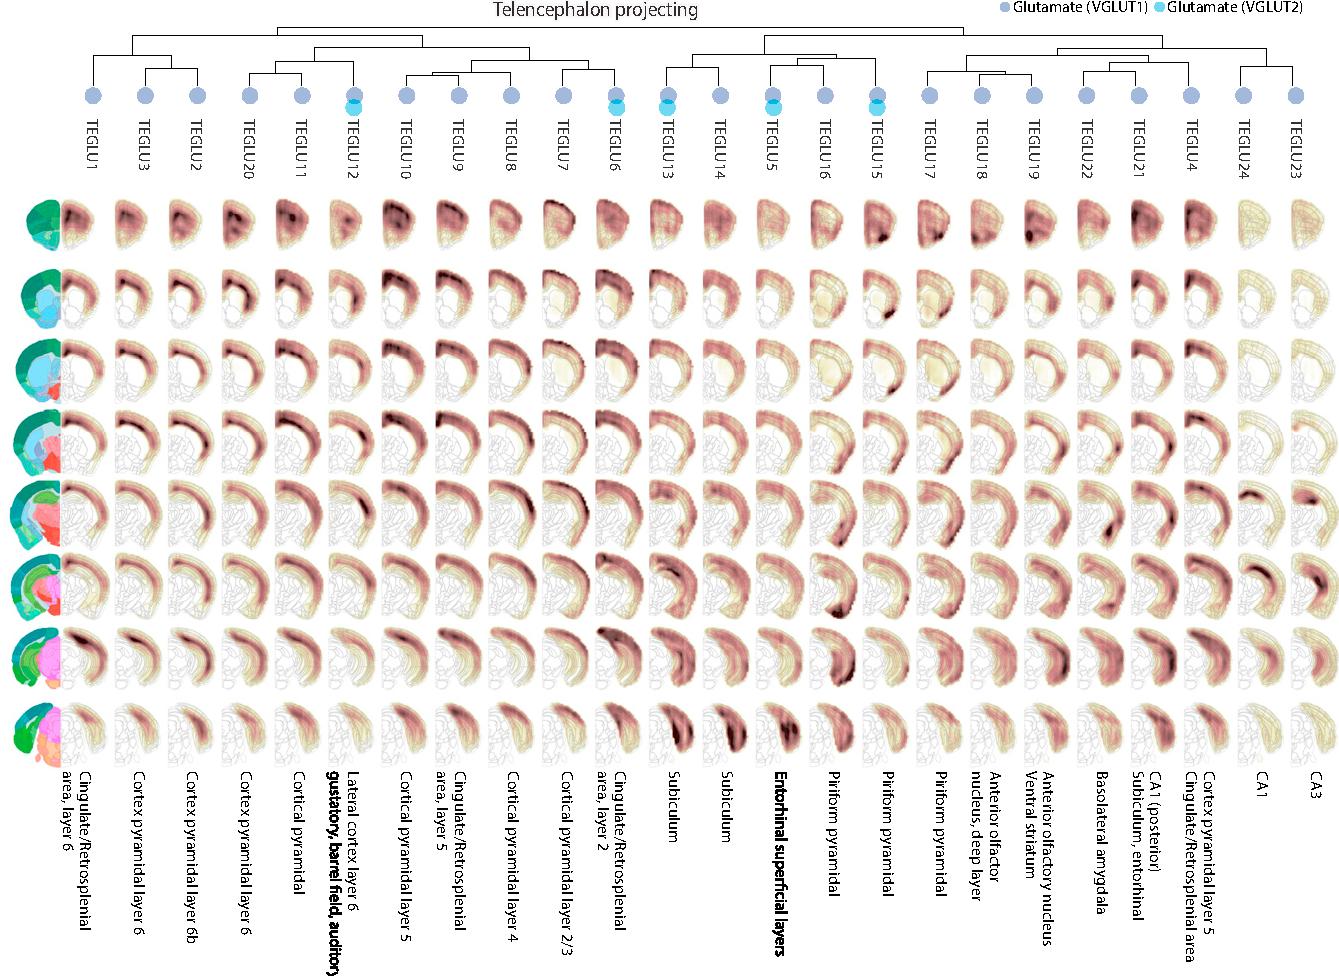 Telencephalon projecting
Glutamate (VGLUT1)
Glutamate (VGLUT2)
TEGLU1
TEGLU3
TEGLU2
TEGLU20
TEGLU11
TEGLU12
TEGLU10
TEGLU9
TEGLU8
TEGLU7
TEGLU6
TEGLU13
TEGLU14
TEGLU5
TEGLU16
TEGLU15
TEGLU17
TEGLU18
TEGLU19
TEGLU22
TEGLU21
TEGLU4
TEGLU24
TEGLU23
Cingulate/Retrosplenial
area, layer 6
Cortex pyramidal layer 6
Cortex pyramidal layer 6b
Cortex pyramidal layer 6
Cortical pyramidal
Lateral cortex layer 6
gustatory, barrel field, auditory
Cortical pyramidal layer 5
Cingulate/Retrosplenial
area, layer 5
Cortical pyramidal layer 4
Cortical pyramidal layer 2/3
Cingulate/Retrosplenial
area, layer 2
Subiculum
Subiculum
Entorhinal superficial layers
Piriform pyramidal
Piriform pyramidal
Piriform pyramidal
Anterior olfactor
nucleus, deep layer
Anterior olfactory nucleus
Ventral striatum
Basolateral amygdala
CA1 (posterior)
Subiculum, entorhinal
Cortex pyramidal layer 5
Cingulate/Retrosplenial area
CA1
CA3